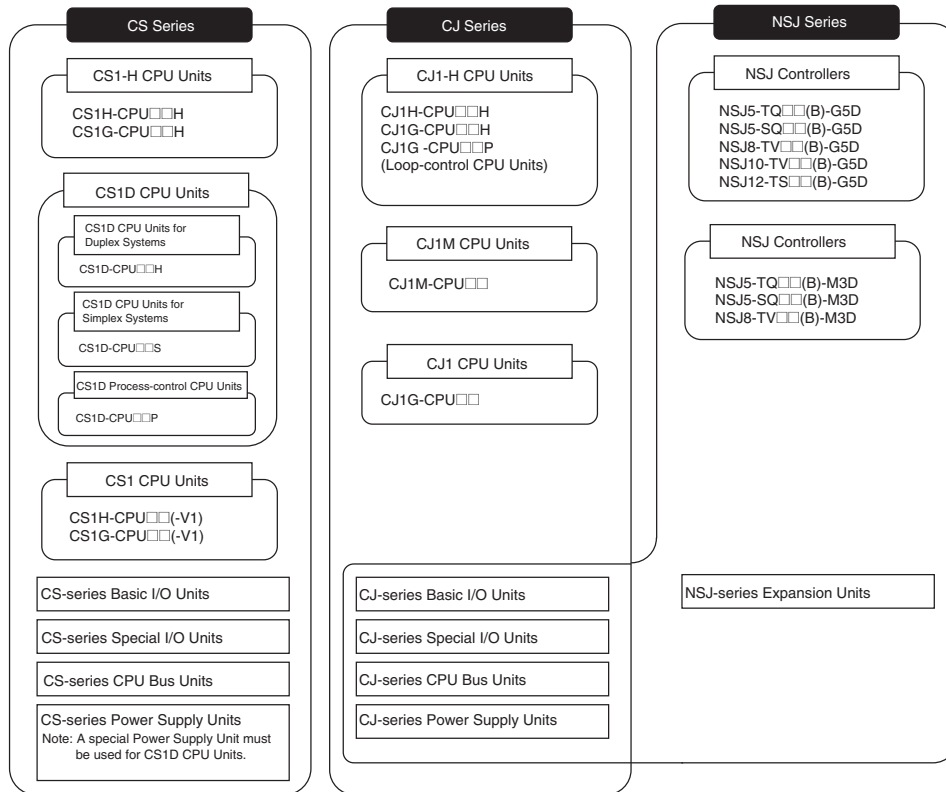 CS Series
CS1-H CPU Units
CS1H-CPU□□H
CS1G-CPU□□H
CS1D CPU Units
CS1D CPU Units for
Duplex Systems
CS1D-CPU□□H
CS1D CPU Units for
Simplex Systems
CS1D-CPU□□S
CS1D Process-control CPU Units
CS1D-CPU□□P
CS1 CPU Units
CS1H-CPU□□(-V1)
CS1G-CPU□□(-V1)
CS-series Basic I/O Units
CS-series Special I/O Units
CS-series CPU Bus Units
CS-series Power Supply Units
Note: A special Power Supply Unit must
be used for CS1D CPU Units.
CJ Series
CJ1-H CPU Units
CJ1H-CPU□□H
CJ1G-CPU□□H
CJ1G -CPU□□P
(Loop-control CPU Units)
CJ1M CPU Units
CJ1M-CPU□□
CJ1 CPU Units
CJ1G-CPU□□
CJ-series Basic I/O Units
CJ-series Special I/O Units
CJ-series CPU Bus Units
CJ-series Power Supply Units
NSJ Series
NSJ Controllers
NSJ5-TQ□□(B)-G5D
NSJ5-SQ□□(B)-G5D
NSJ8-TV□□(B)-G5D
NSJ10-TV□□(B)-G5D
NSJ12-TS□□(B)-G5D
NSJ Controllers
NSJ5-TQ□□(B)-M3D
NSJ5-SQ□□(B)-M3D
NSJ8-TV□□(B)-M3D
NSJ-series Expansion Units